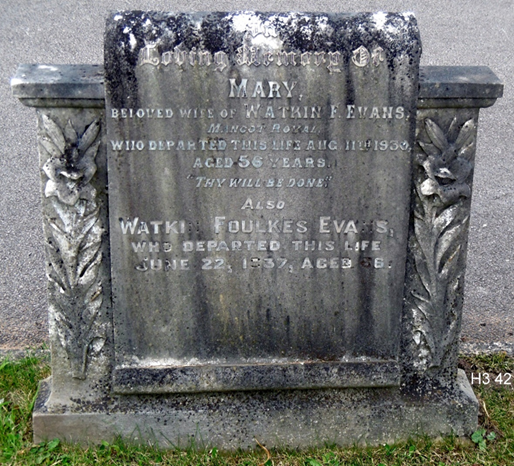 In
Loving Memory Of
MARY,
BELOVED WIFE OF WATKIN F. EVANS,
MANCOT ROYAL,
WHO DEPARTED THIS LIFE AUG. 11TH 1930,
AGED 56 YEARS.
"THY WILL BE DONE."
ALSO
WATKIN FOULKES EVANS,
WHO DEPARTED THIS LIFE
JUNE 22, 1937, AGED
H3 42